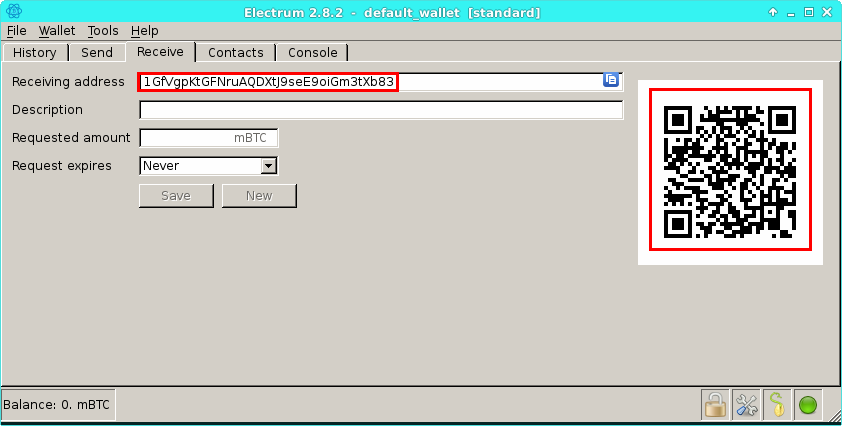 Electrum 2.8.2 - default_wallet [standard]
File Wallet Tools Help
History Send Receive Contacts Console
Receiving address 1GfVgpKtGFNruAQDXtJ9seE9oiGm3tXb83
Description
Requested amount mBTC
Request expires Never
Save New
Balance: 0. mBTC